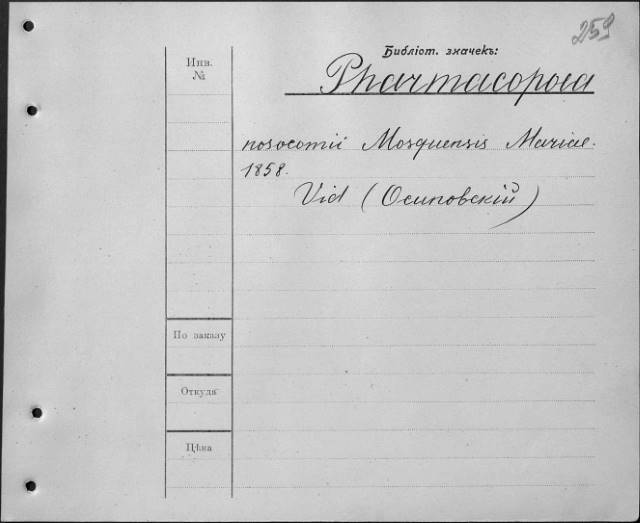 259
Библіот. значекъ:
Инв.
№
Pharmacopoea
nosocomii Mosquensis Mariae.
1858.
Vid (Осиповскій)
По заказу
Откуда
Цѣна